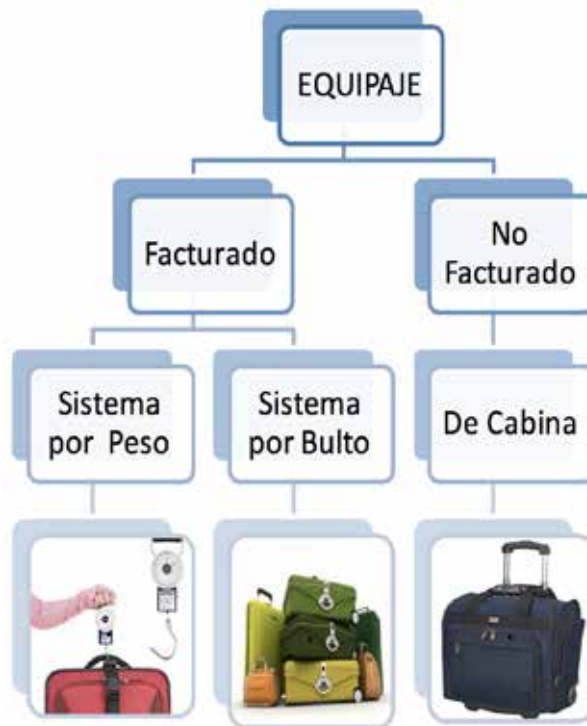 EQUIPAJE
Facturado
No
Facturado
Sistema
por Peso
Sistema
por Bulto
De Cabina